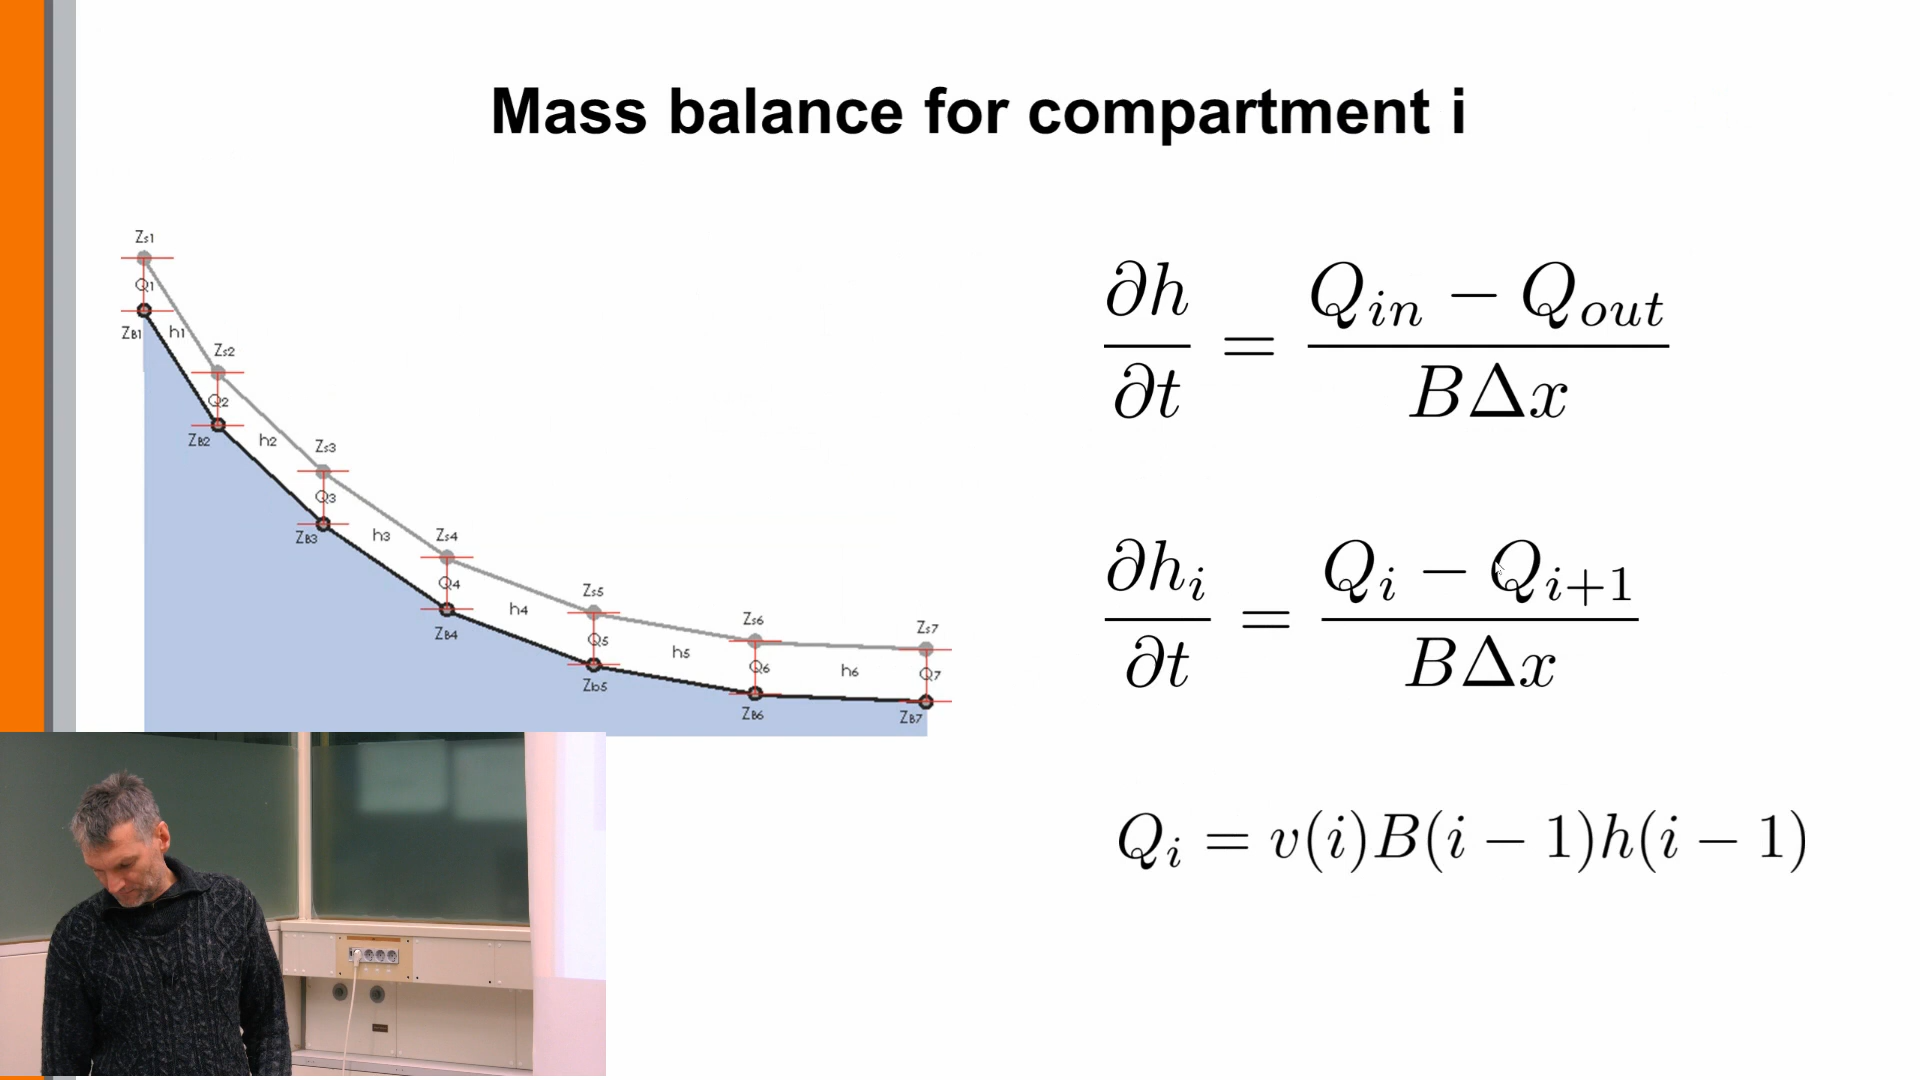 Mass balance for compartment i
Zs1
Q1
ZB1 h1
Zs2
Q2
ZB2 h2
Zs3
Q3
ZB3 h3
Zs4
Q4
ZB4 h4
Zs5
Q5
Zb5 h5
Zs6
Q6
ZB6 h6
Zs7
Q7
ZB7
∂h/∂t = (Q_in − Q_out)/(BΔx)
∂h_i/∂t = (Q_i − Q_{i+1})/(BΔx)
Q_i = v(i)B(i − 1)h(i − 1)